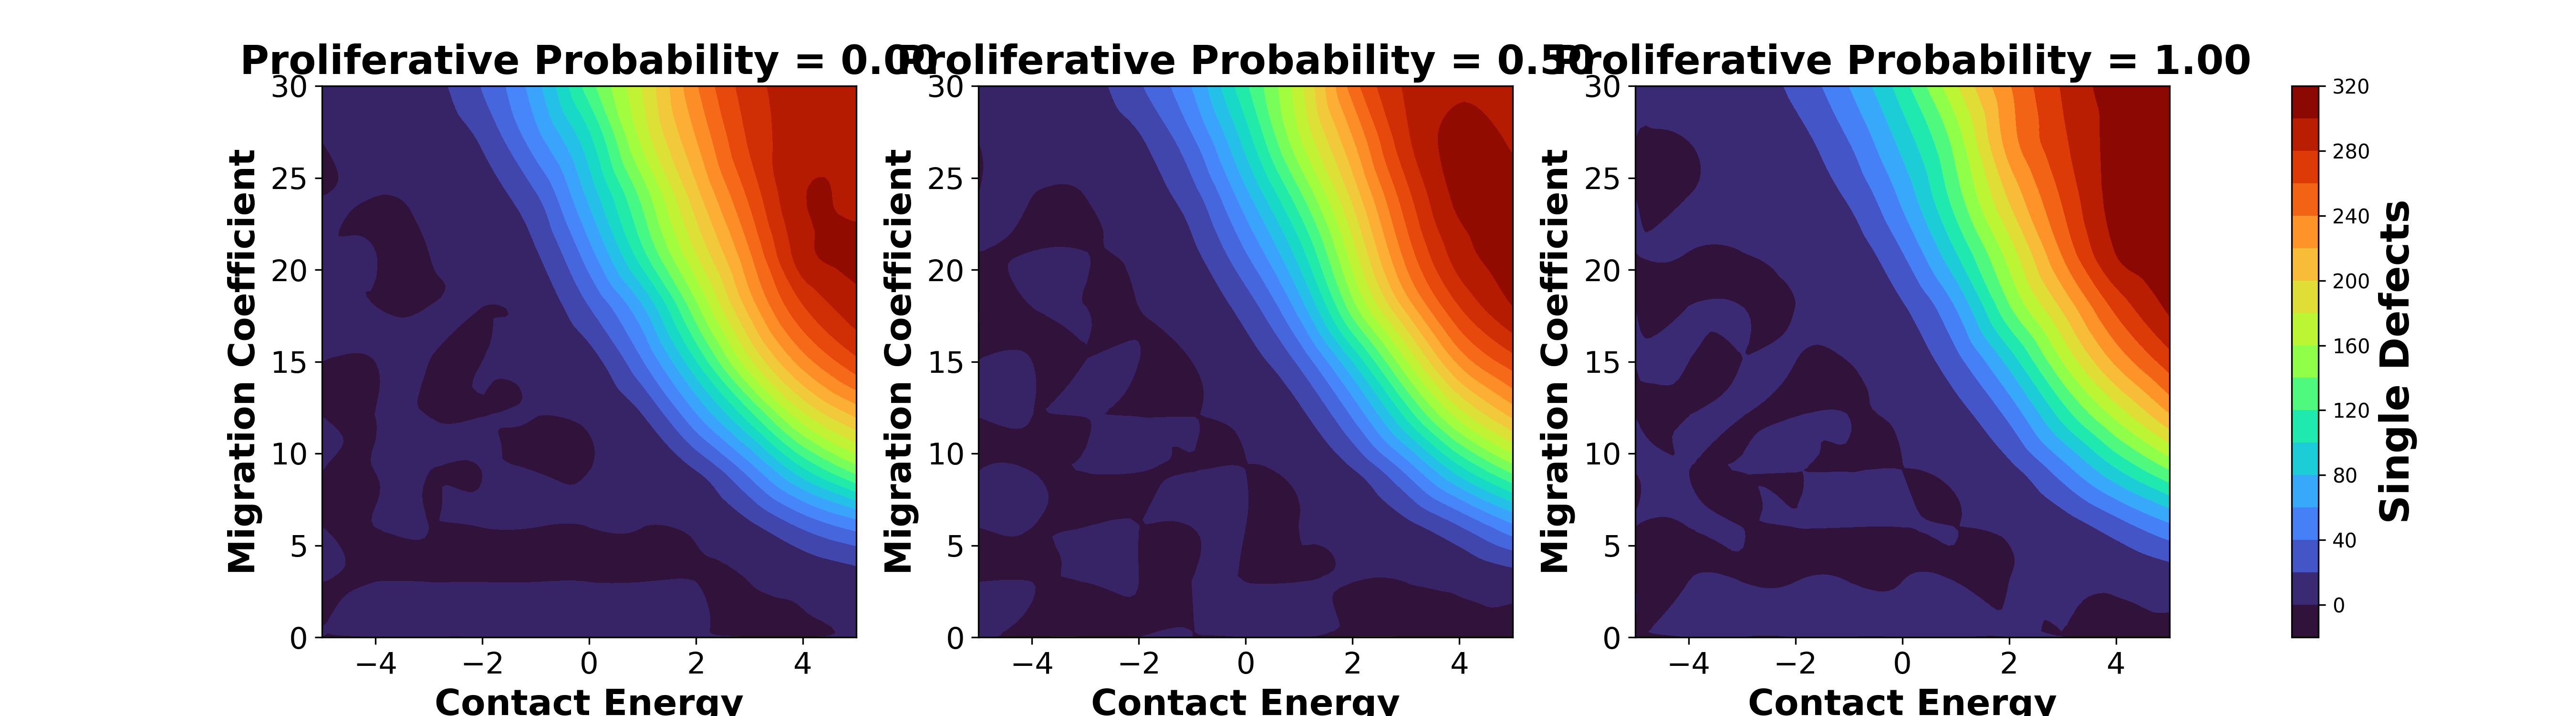 Proliferative Probability = 0.00
Proliferative Probability = 0.50
Proliferative Probability = 1.00
Migration Coefficient
30
25
20
15
10
5
0
−4 −2 0 2 4
Contact Energy
Migration Coefficient
30
25
20
15
10
5
0
−4 −2 0 2 4
Contact Energy
Migration Coefficient
30
25
20
15
10
5
0
−4 −2 0 2 4
Contact Energy
320
280
240
200
160
120
80
40
0
Single Defects